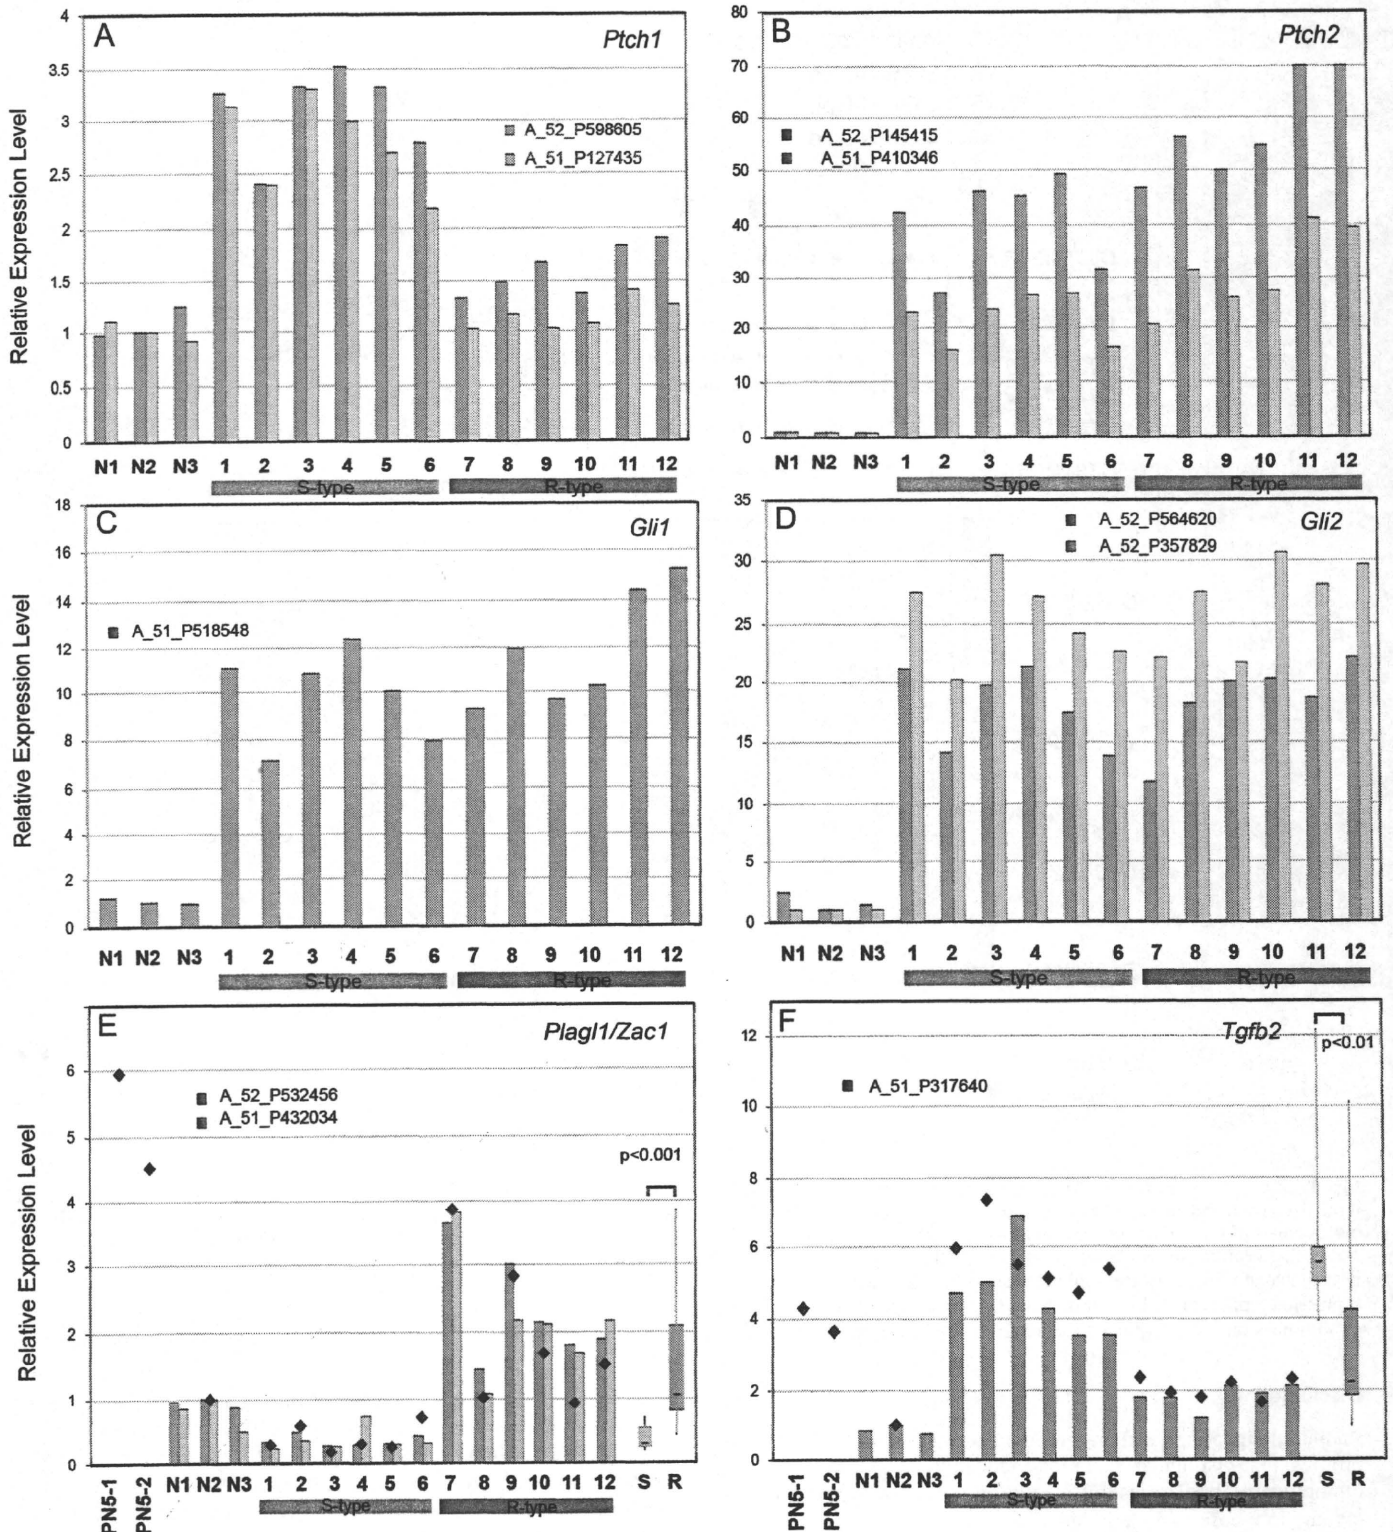 A
Ptch1
Relative Expression Level
4
3.5
3
2.5
2
1.5
1
0.5
0
A_52_P598605
A_51_P127435
N1 N2 N3 1 2 3 4 5 6 7 8 9 10 11 12
S-type R-type
B
Ptch2
80
70
60
50
40
30
20
10
0
A_52_P145415
A_51_P410346
N1 N2 N3 1 2 3 4 5 6 7 8 9 10 11 12
S-type R-type
C
Gli1
Relative Expression Level
18
16
14
12
10
8
6
4
2
0
A_51_P518548
N1 N2 N3 1 2 3 4 5 6 7 8 9 10 11 12
S-type R-type
D
Gli2
35
30
25
20
15
10
5
0
A_52_P564620
A_52_P357829
N1 N2 N3 1 2 3 4 5 6 7 8 9 10 11 12
S-type R-type
E
Plagl1/Zac1
Relative Expression Level
6
5
4
3
2
1
0
A_52_P532456
A_51_P432034
p<0.001
PN5-1 PN5-2 N1 N2 N3 1 2 3 4 5 6 7 8 9 10 11 12 S R
S-type R-type
F
Tgfb2
12
10
8
6
4
2
0
A_51_P317640
p<0.01
PN5-1 PN5-2 N1 N2 N3 1 2 3 4 5 6 7 8 9 10 11 12 S R
S-type R-type